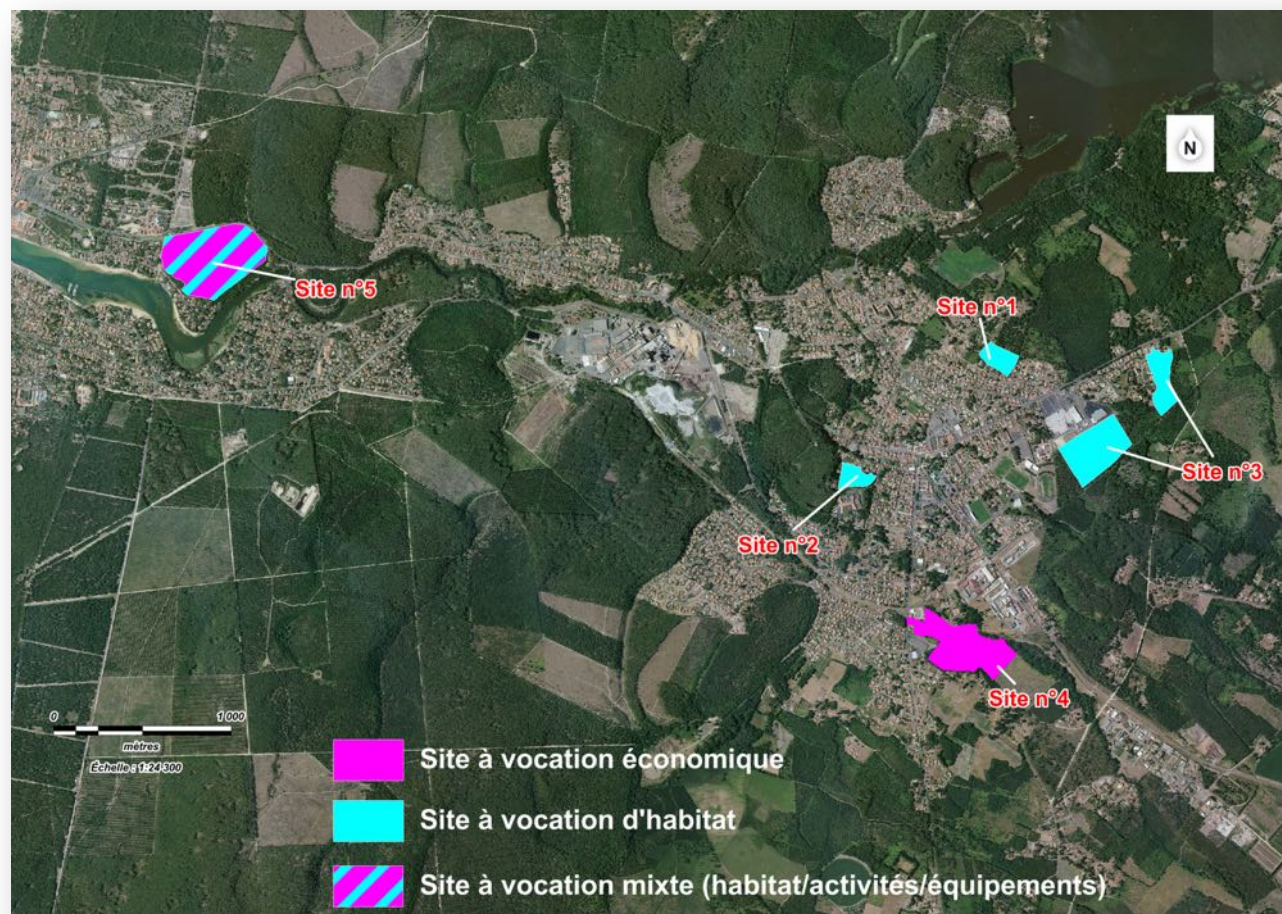 N
Site n°5
Site n°1
Site n°3
Site n°2
Site n°4
0 1 000
mètres
Échelle : 1:24 300
Site à vocation économique
Site à vocation d'habitat
Site à vocation mixte (habitat/activités/équipements)